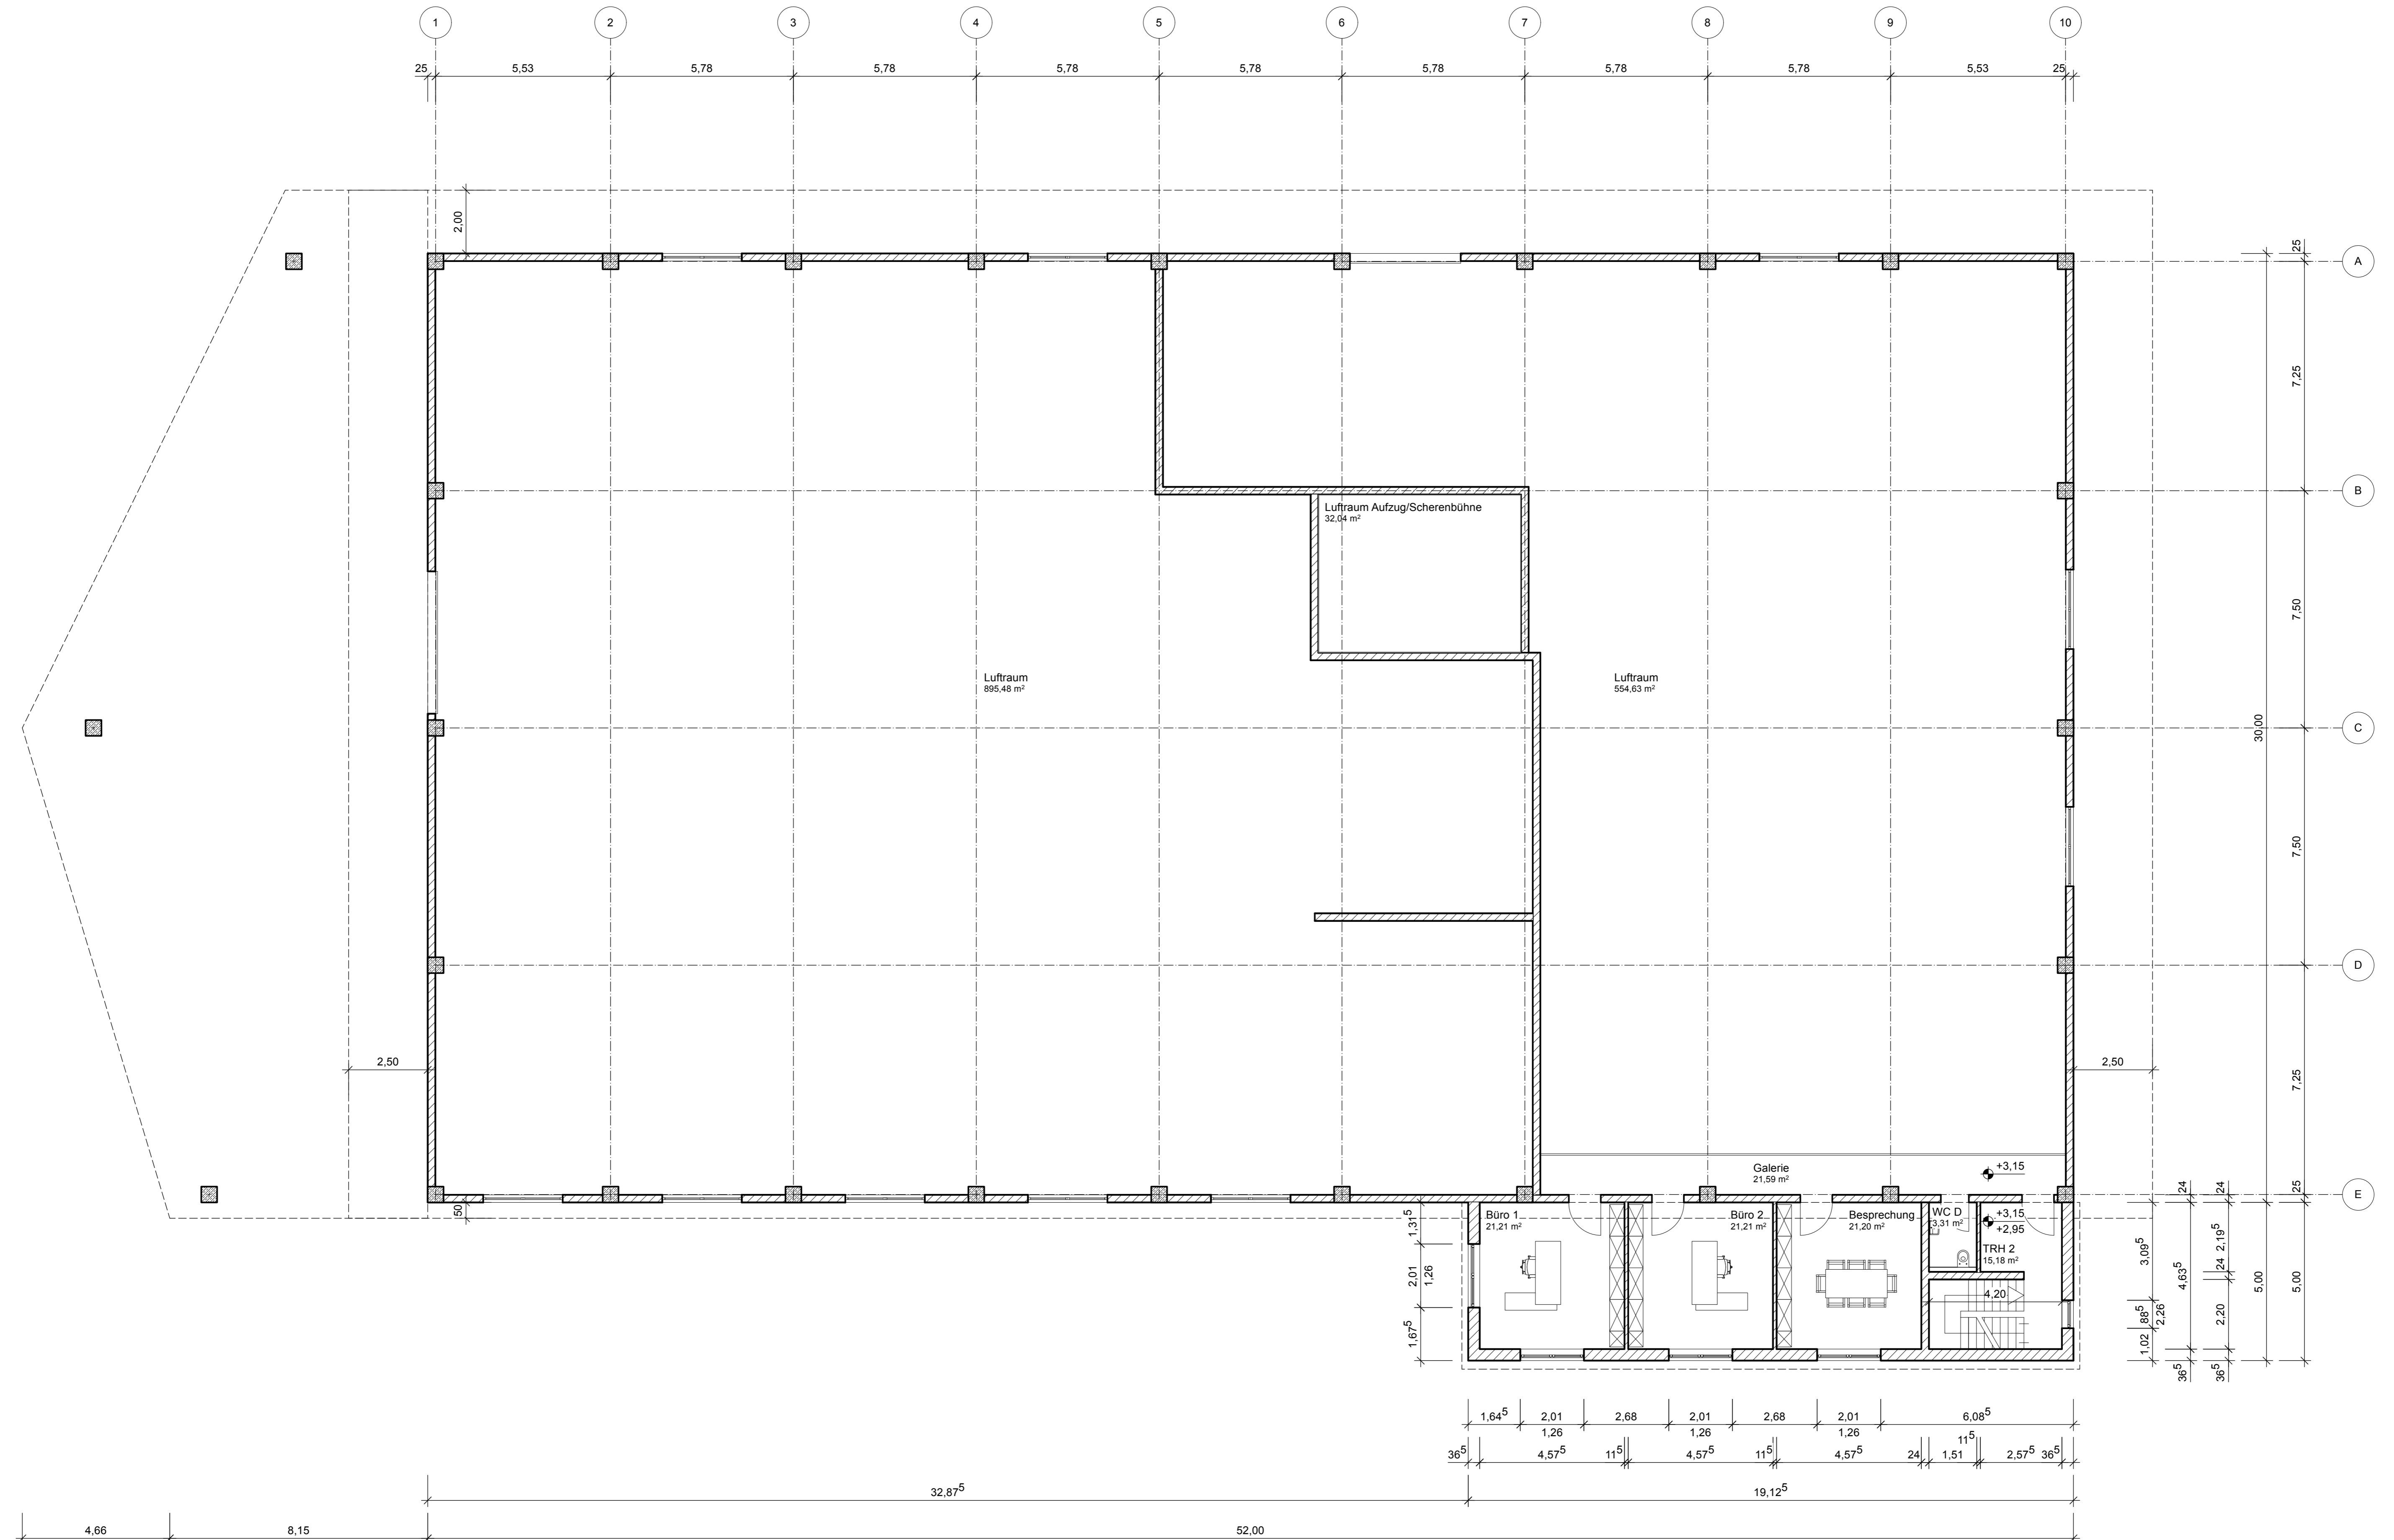 1 2 3 4 5 6 7 8 9 10
25 5,53 5,78 5,78 5,78 5,78 5,78 5,78 5,78 5,53 25
2,00
25
A
7,25
B
Luftraum Aufzug/Scherenbühne
32,04 m²
7,50
Luftraum
895,48 m²
Luftraum
554,63 m²
30,00
C
7,50
D
2,50
2,50
7,25
Galerie
21,59 m²
+3,15
50
24
24
25
E
Büro 1
21,21 m²
Büro 2
21,21 m²
Besprechung
21,20 m²
WC D
3,31 m²
+3,15
+2,95
TRH 2
15,18 m²
1,31⁵
2,01
1,26
1,67⁵
4,20
3,09⁵
88⁵
2,26
1,02
4,63⁵
36⁵
2,19⁵
24
2,20
36⁵
5,00
5,00
1,64⁵ 2,01 2,68 2,01 2,68 2,01 6,08⁵
1,26 1,26 1,26
36⁵ 4,57⁵ 11⁵ 4,57⁵ 11⁵ 4,57⁵ 24 1,51 11⁵ 2,57⁵ 36⁵
32,87⁵ 19,12⁵
4,66 8,15 52,00